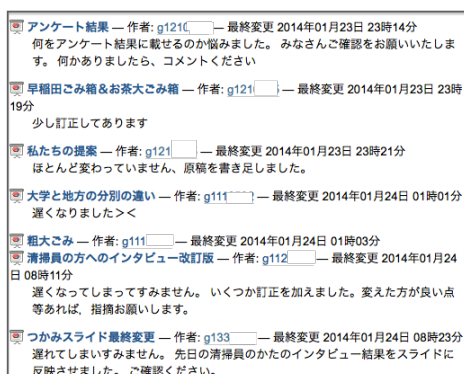 アンケート結果 — 作者: g1210 — 最終変更 2014年01月23日 23時14分
何をアンケート結果に載せるのか悩みました。 みなさんご確認をお願いいたしま
す。 何かありましたら、コメントください
早稲田ごみ箱＆お茶大ごみ箱 — 作者: g121 — 最終変更 2014年01月23日 23時
19分
少し訂正してあります
私たちの提案 — 作者: g121 — 最終変更 2014年01月23日 23時21分
ほとんど変わっていません、原稿を書き足しました。
大学と地方の分別の違い — 作者: g111 — 最終変更 2014年01月24日 01時01分
遅くなりました＞＜
粗大ごみ — 作者: g111 — 最終変更 2014年01月24日 01時03分
清掃員の方へのインタビュー改訂版 — 作者: g112 — 最終変更 2014年01月24
日 08時11分
遅くなってしまってすみません。 いくつか訂正を加えました。変えた方が良い点
等あれば，指摘お願いします。
つかみスライド最終変更 — 作者: g133 — 最終変更 2014年01月24日 08時23分
遅れてしまいすみません。 先日の清掃員のかたのインタビュー結果をスライドに
反映させました。 ご確認ください。